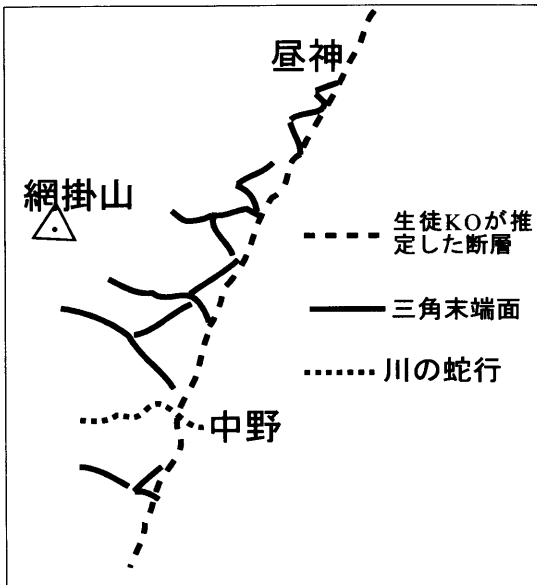 昼神
網掛山
生徒KOが推
定した断層
三角末端面
川の蛇行
中野